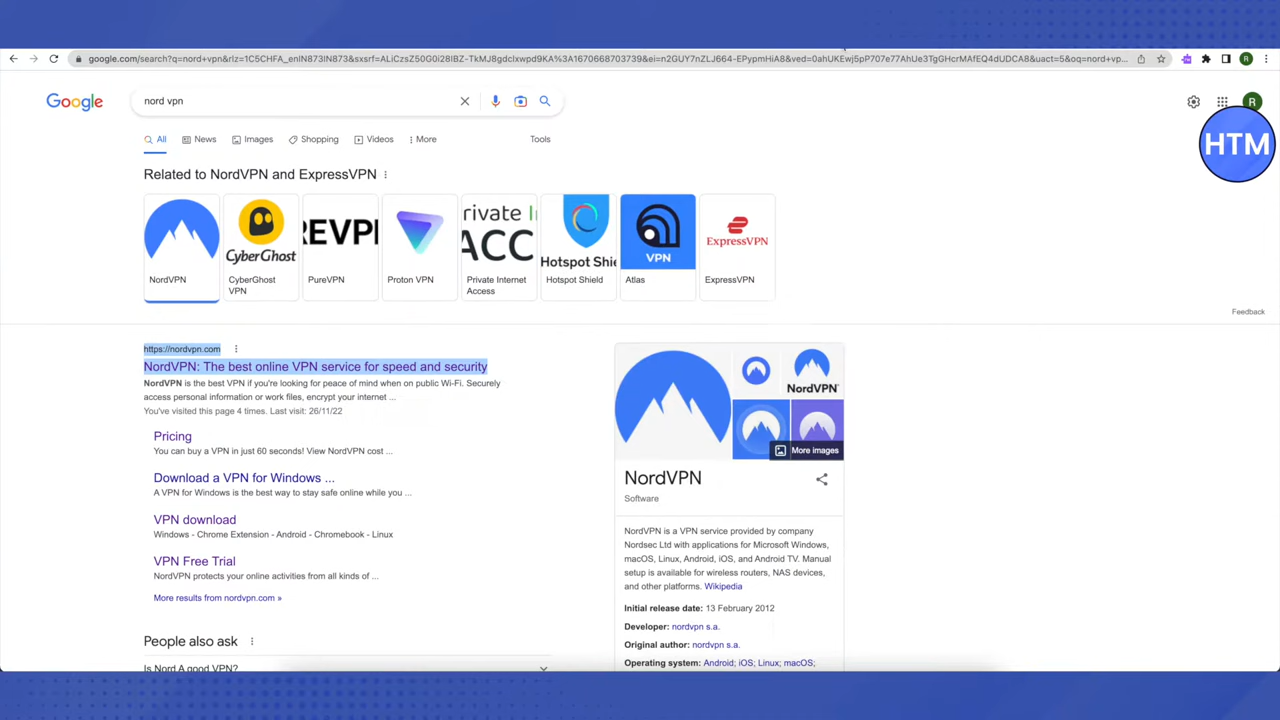 google.com/search?q=nord+vpn&rlz=1C5CHFA_enIN873IN873&sxsrf=ALiCzsZ50G0i28IBZ-TkMJ8gdclxwpd9KA%3A1670668703739&ei=n2GUY7nZLJ664-EPypmHiA8&ved=0ahUKEwj5pP707e77AhUe3TgGHcrMAfEQ4dUDCA8&uact=5&oq=nord+vp...
R
Google
nord vpn
R
HTM
All
News
Images
Shopping
Videos
More
Tools
Related to NordVPN and ExpressVPN
CyberGhost
REVPI
rivate I
ACC
Hotspot Shie
VPN
ExpressVPN
NordVPN
CyberGhost
VPN
PureVPN
Proton VPN
Private Internet
Access
Hotspot Shield
Atlas
ExpressVPN
Feedback
https://nordvpn.com
NordVPN: The best online VPN service for speed and security
NordVPN is the best VPN if you're looking for peace of mind when on public Wi-Fi. Securely
access personal information or work files, encrypt your internet ...
You've visited this page 4 times. Last visit: 26/11/22
Pricing
You can buy a VPN in just 60 seconds! View NordVPN cost ...
Download a VPN for Windows ...
A VPN for Windows is the best way to stay safe online while you ...
VPN download
Windows - Chrome Extension - Android - Chromebook - Linux
VPN Free Trial
NordVPN protects your online activities from all kinds of ...
More results from nordvpn.com »
People also ask
Is Nord A good VPN?
NordVPN®
More images
NordVPN
Software
NordVPN is a VPN service provided by company
Nordsec Ltd with applications for Microsoft Windows,
macOS, Linux, Android, iOS, and Android TV. Manual
setup is available for wireless routers, NAS devices,
and other platforms. Wikipedia
Initial release date: 13 February 2012
Developer: nordvpn s.a.
Original author: nordvpn s.a.
Operating system: Android; iOS; Linux; macOS;